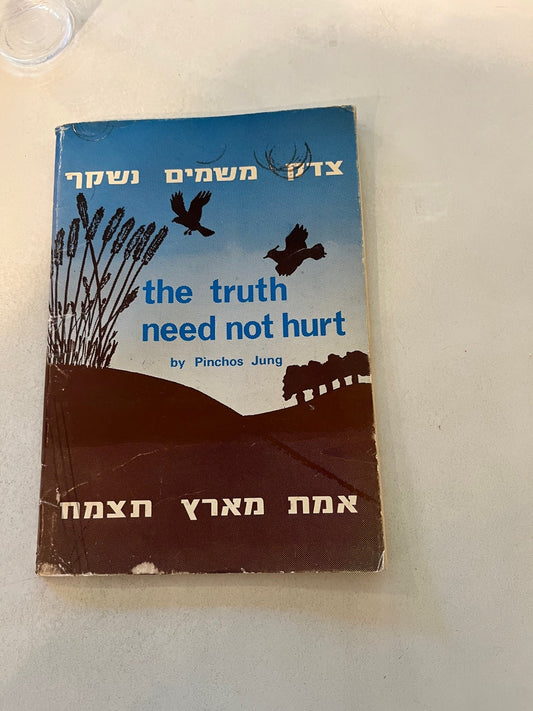 צדק משמים נשקף
the truth
need not hurt
by Pinchos Jung
אמת מארץ תצמח